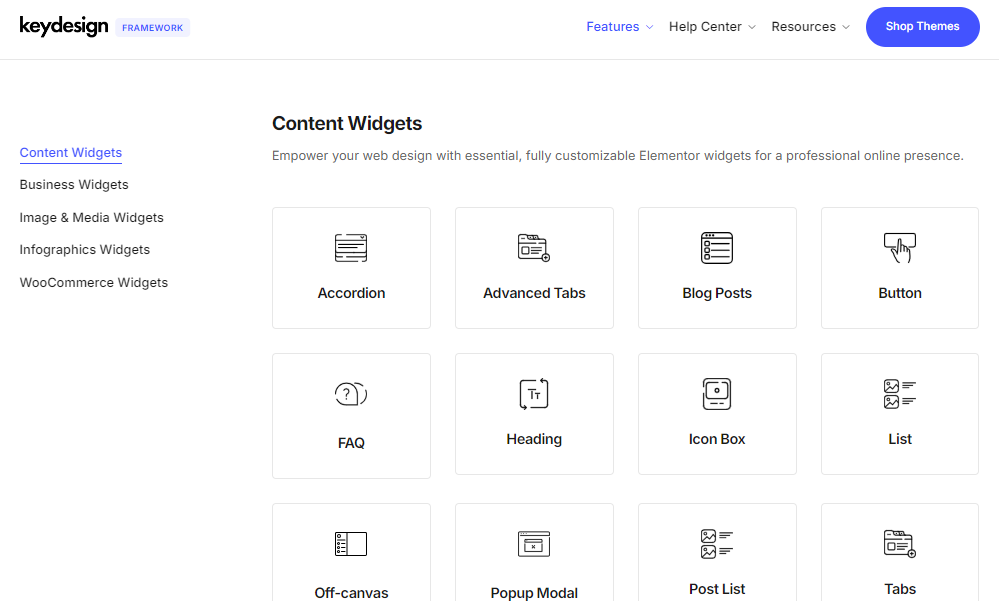 keydesign FRAMEWORK Features Help Center Resources Shop Themes
Content Widgets
Business Widgets
Image & Media Widgets
Infographics Widgets
WooCommerce Widgets
Content Widgets
Empower your web design with essential, fully customizable Elementor widgets for a professional online presence.
Accordion
Advanced Tabs
Blog Posts
Button
?
FAQ
TT
Heading
Icon Box
List
Off-canvas
Popup Modal
Post List
Tabs